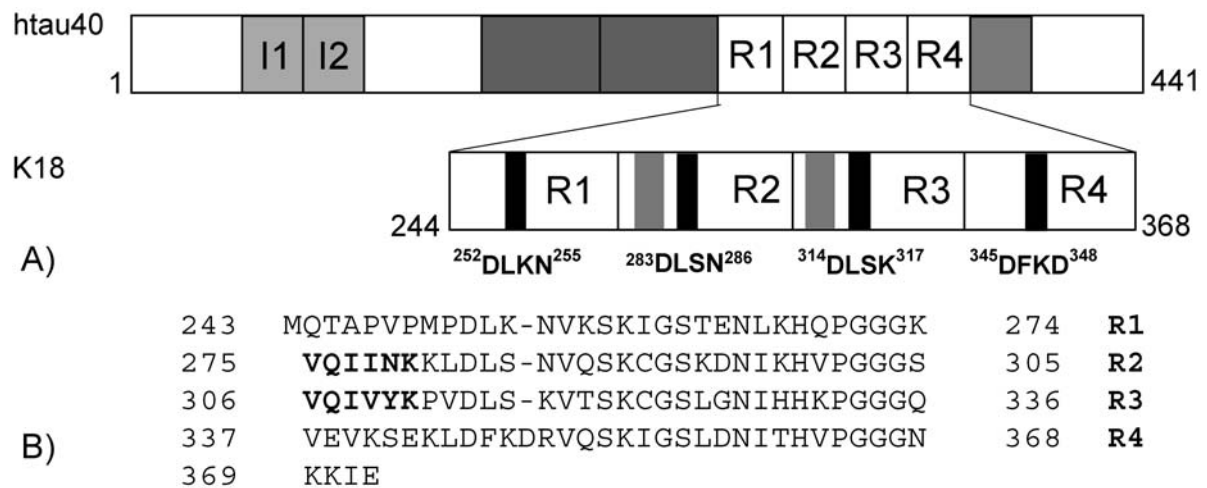 htau40
I1 I2 R1 R2 R3 R4
1 441
K18
R1 R2 R3 R4
244 368
A) ²⁵²DLKN²⁵⁵ ²⁸³DLSN²⁸⁶ ³¹⁴DLSK³¹⁷ ³⁴⁵DFKD³⁴⁸
243 MQTAPVPMPDLK-NVKSKIGSTENLKHQPGGGK 274 R1
275 VQIINKKLDLS-NVQSKCGSKDNIKHVPGGGS 305 R2
306 VQIVYKPVDLS-KVTSKCGSLGNIHHKPGGGQ 336 R3
B) 337 VEVKSEKLDFKDRVQSKIGSLDNITHVPGGGN 368 R4
369 KKIE